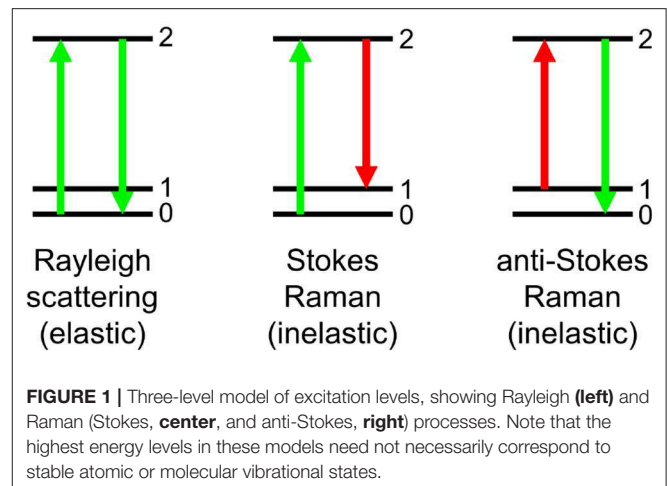 2
1
0
Rayleigh
scattering
(elastic)
2
1
0
Stokes
Raman
(inelastic)
2
1
0
anti-Stokes
Raman
(inelastic)
FIGURE 1 | Three-level model of excitation levels, showing Rayleigh (left) and
Raman (Stokes, center, and anti-Stokes, right) processes. Note that the
highest energy levels in these models need not necessarily correspond to
stable atomic or molecular vibrational states.